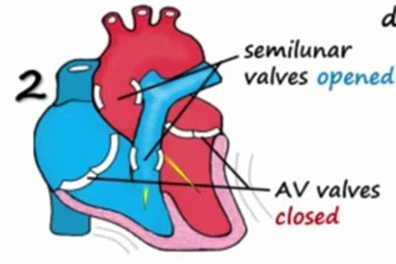 d
2
semilunar
valves opened
AV valves
closed